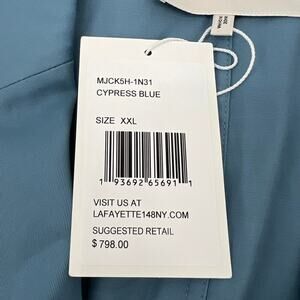 MJCK5H-1N31
CYPRESS BLUE
SIZE XXL
1 93692 65691 1
VISIT US AT
LAFAYETTE148NY.COM
SUGGESTED RETAIL
$ 798.00